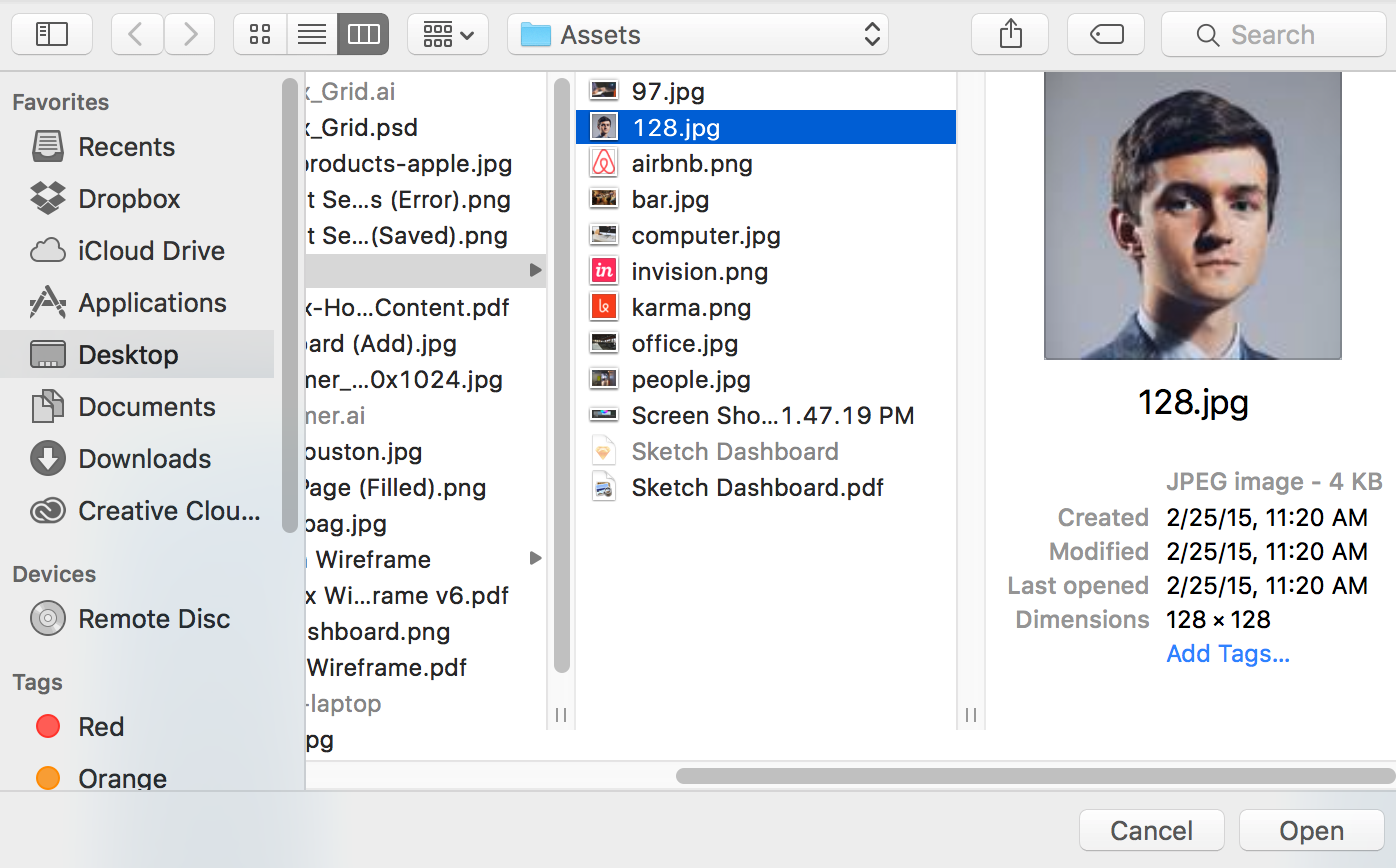 Assets
Search
Favorites
Recents
Dropbox
iCloud Drive
Applications
Desktop
Documents
Downloads
Creative Clou...
Devices
Remote Disc
Tags
Red
Orange
x_Grid.ai
x_Grid.psd
products-apple.jpg
t Se...s (Error).png
t Se...(Saved).png
x-Ho...Content.pdf
ard (Add).jpg
mer_...0x1024.jpg
mer.ai
ouston.jpg
Page (Filled).png
bag.jpg
Wireframe
x Wi...rame v6.pdf
shboard.png
Wireframe.pdf
-laptop
pg
97.jpg
128.jpg
airbnb.png
bar.jpg
computer.jpg
invision.png
karma.png
office.jpg
people.jpg
Screen Sho...1.47.19 PM
Sketch Dashboard
Sketch Dashboard.pdf
in
128.jpg
JPEG image - 4 KB
Created 2/25/15, 11:20 AM
Modified 2/25/15, 11:20 AM
Last opened 2/25/15, 11:20 AM
Dimensions 128 × 128
Add Tags...
Cancel
Open